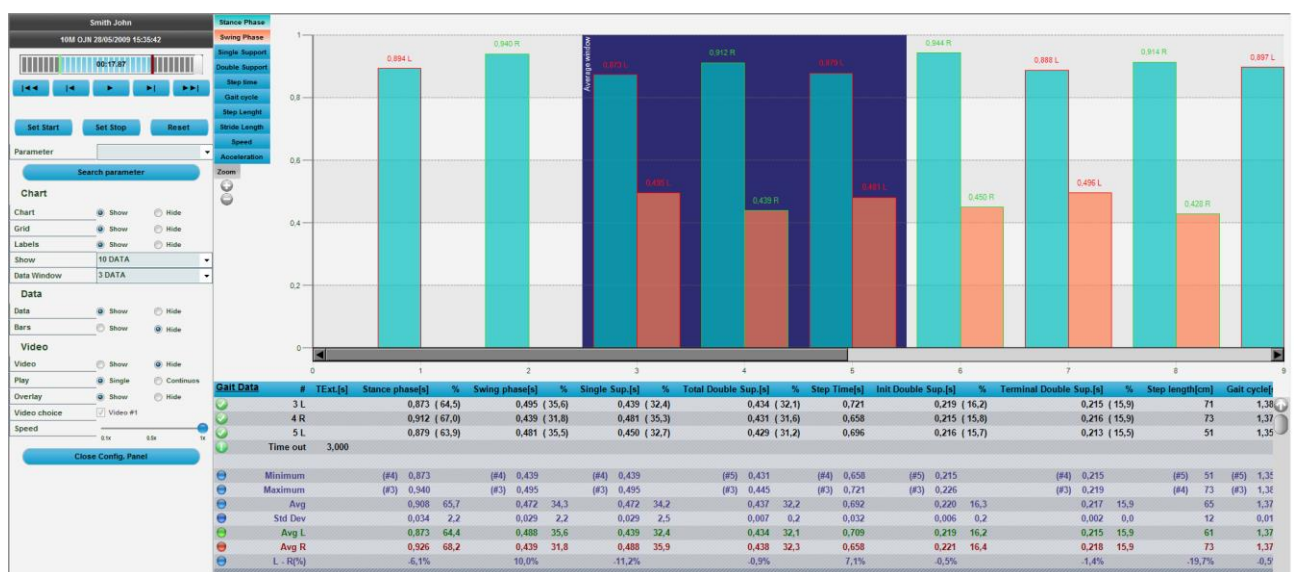 Smith John
10M OJN 28/05/2009 15:35:42
00:17.67
Set Start Set Stop Reset
Parameter
Search parameter
Chart
Chart Show Hide
Grid Show Hide
Labels Show Hide
Show 10 DATA
Data Window 3 DATA
Data
Data Show Hide
Bars Show Hide
Video
Video Show Hide
Play Single Continuos
Overlay Show Hide
Video choice Video #1
Speed
0.1x 0.5x 1x
Close Config. Panel
Stance Phase
Swing Phase
Single Support
Double Support
Step time
Gait cycle
Step Lenght
Stride Length
Speed
Acceleration
Zoom
1
0,8
0,6
0,4
0,2
0
Average window
0,894 L
0,940 R
0,873 L
0,912 R
0,879 L
0,944 R
0,888 L
0,914 R
0,897 L
0,439 R
0,481 L
0,450 R
0,496 L
0,428 R
0 1 2 3 4 5 6 7 8 9
Gait Data # TExt.[s] Stance phase[s] % Swing phase[s] % Single Sup.[s] % Total Double Sup.[s] % Step Time[s] Init Double Sup.[s] % Terminal Double Sup.[s] % Step length[cm] Gait cycle[
3 L 0,873 (64,5) 0,495 (35,6) 0,439 (32,4) 0,434 (32,1) 0,721 0,219 (16,2) 0,215 (15,9) 71 1,38
4 R 0,912 (67,0) 0,439 (31,8) 0,481 (35,3) 0,431 (31,6) 0,658 0,215 (15,8) 0,216 (15,9) 73 1,37
5 L 0,879 (63,9) 0,481 (35,5) 0,450 (32,7) 0,429 (31,2) 0,696 0,216 (15,7) 0,213 (15,5) 51 1,35
Time out 3,000
Minimum (#4) 0,873 (#4) 0,439 (#4) 0,439 (#5) 0,431 (#4) 0,658 (#5) 0,215 (#4) 0,215 (#5) 51 (#5) 1,35
Maximum (#3) 0,940 (#3) 0,495 (#3) 0,495 (#3) 0,445 (#3) 0,721 (#3) 0,226 (#3) 0,219 (#4) 73 (#3) 1,38
Avg 0,908 65,7 0,472 34,3 0,472 34,2 0,437 32,2 0,692 0,220 16,3 0,217 15,9 65 1,37
Std Dev 0,034 2,2 0,029 2,2 0,029 2,5 0,007 0,2 0,032 0,006 0,2 0,002 0,0 12 0,01
Avg L 0,873 64,4 0,488 35,6 0,439 32,4 0,434 32,1 0,709 0,219 16,2 0,215 15,9 61 1,37
Avg R 0,926 68,2 0,439 31,8 0,488 35,9 0,438 32,3 0,658 0,221 16,4 0,218 15,9 73 1,37
L - R(%) -6,1% 10,0% -11,2% -0,9% 7,1% -0,5% -1,4% -19,7% -0,5